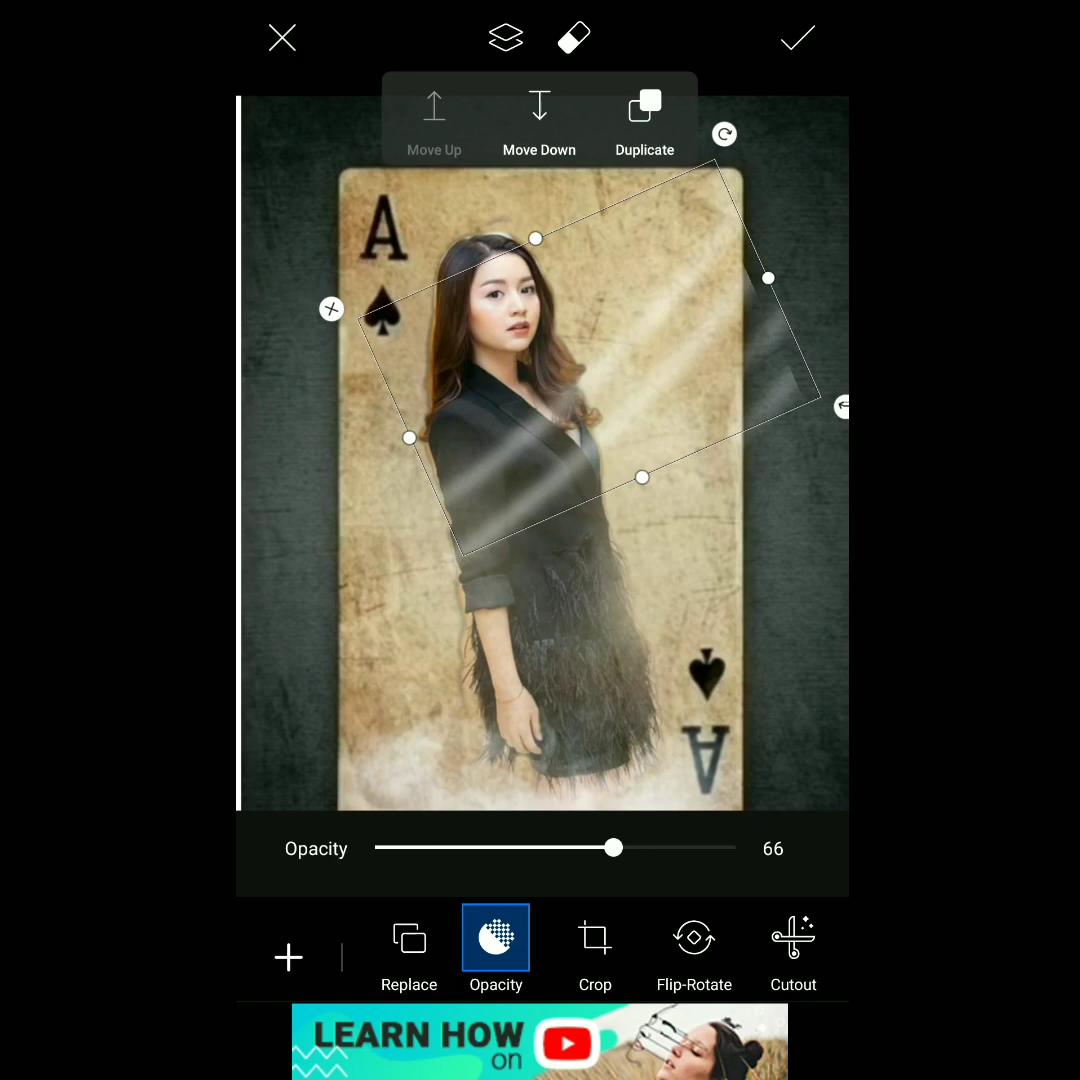 Move Up
Move Down
Duplicate
A
A
Opacity
66
Replace
Opacity
Crop
Flip-Rotate
Cutout
LEARN HOW
on